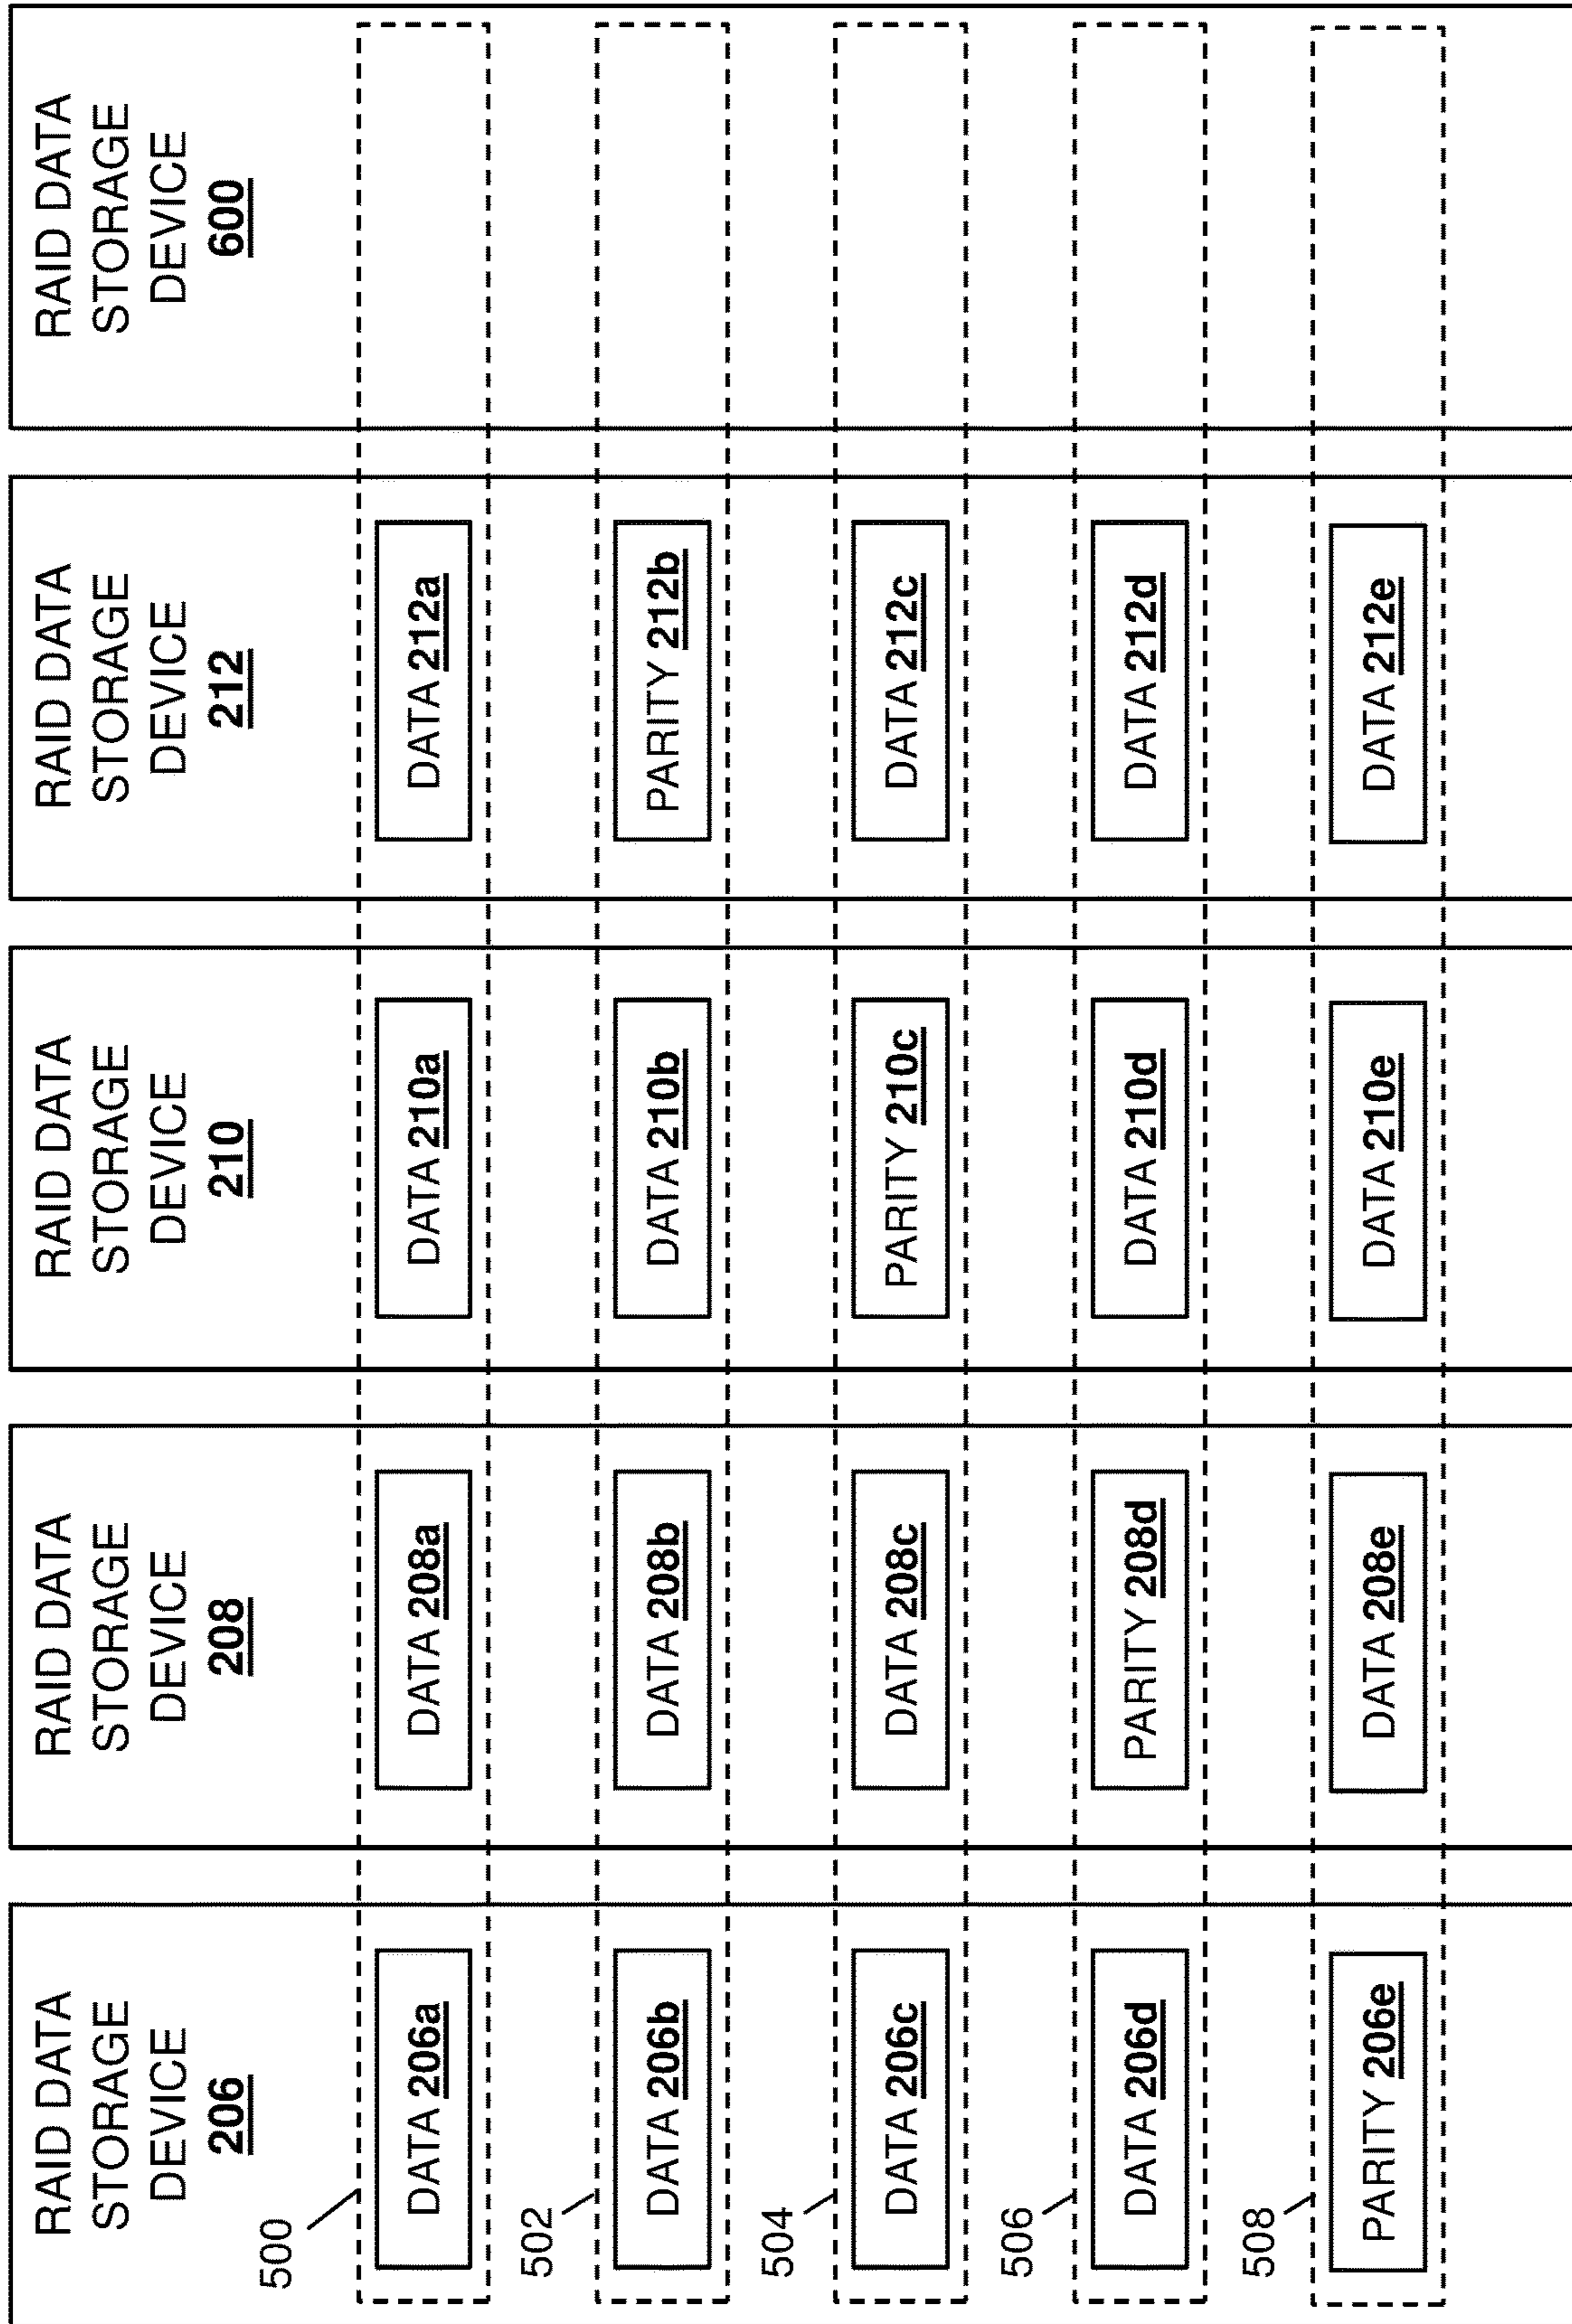 RAID DATA
STORAGE
DEVICE
206
RAID DATA
STORAGE
DEVICE
208
RAID DATA
STORAGE
DEVICE
210
RAID DATA
STORAGE
DEVICE
212
RAID DATA
STORAGE
DEVICE
600
500
DATA 206a
DATA 208a
DATA 210a
DATA 212a
502
DATA 206b
DATA 208b
DATA 210b
PARITY 212b
504
DATA 206c
DATA 208c
PARITY 210c
DATA 212c
506
DATA 206d
PARITY 208d
DATA 210d
DATA 212d
508
PARITY 206e
DATA 208e
DATA 210e
DATA 212e